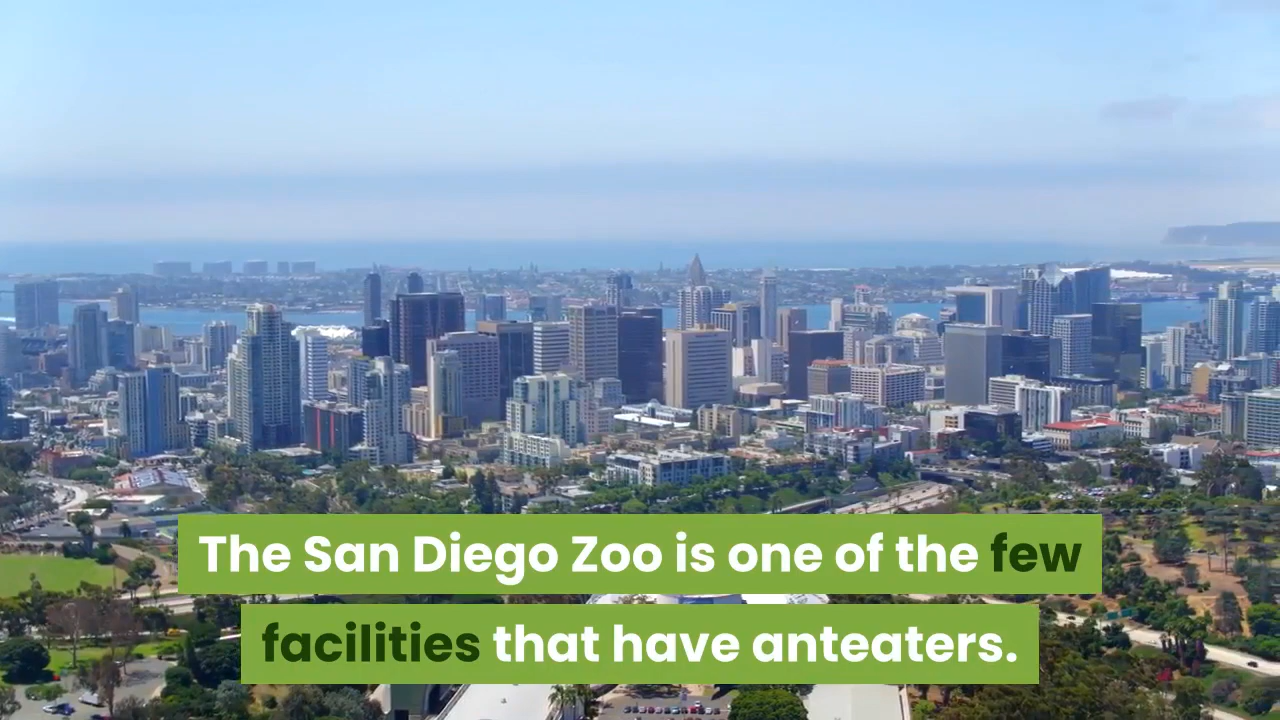 The San Diego Zoo is one of the few
facilities that have anteaters.